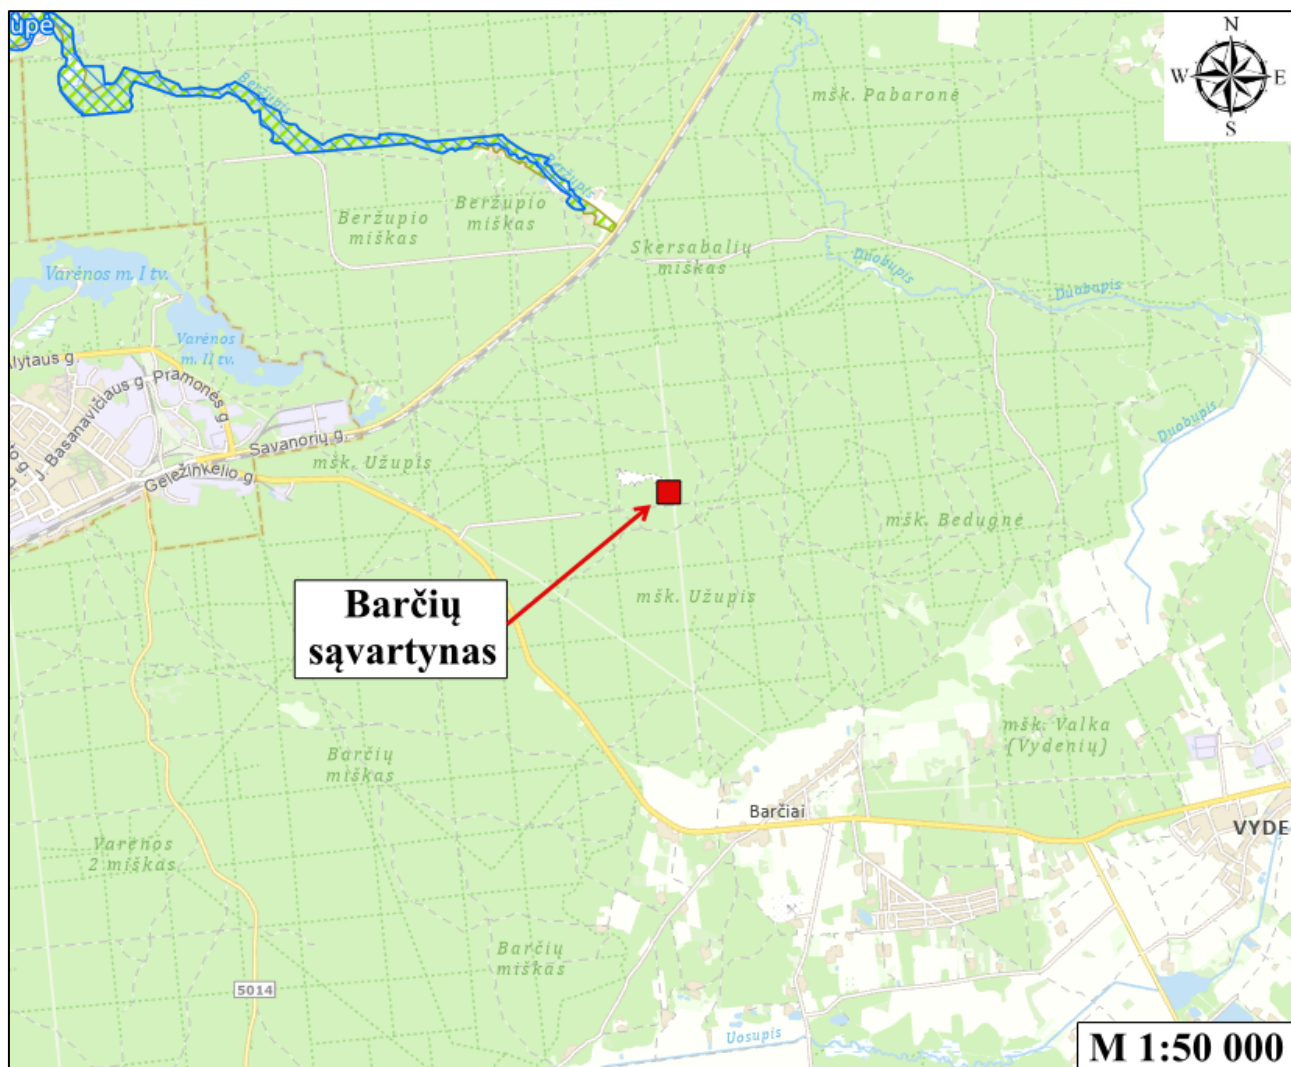 upė
N
W E
S
D
Beržupis
mšk. Pabaronė
Beržupis
Beržupio
miškas
Beržupio
miškas
Skersabalių
miškas
Duobupis
Duobupis
Varėnos m. I tv.
Varėnos
m. II tv.
Alytaus g
Pramonės g
J. Basanavičiaus g
Savanorių g.
Geležinkelio g
mšk. Užupis
Duobupis
mšk. Bedugnė
mšk. Užupis
Barčių
sąvartynas
mšk. Valka
(Vydenių)
Barčių
miškas
Barčiai
VYDE
Varėnos
2 miškas
Barčių
miškas
5014
Uosupis
M 1:50 000